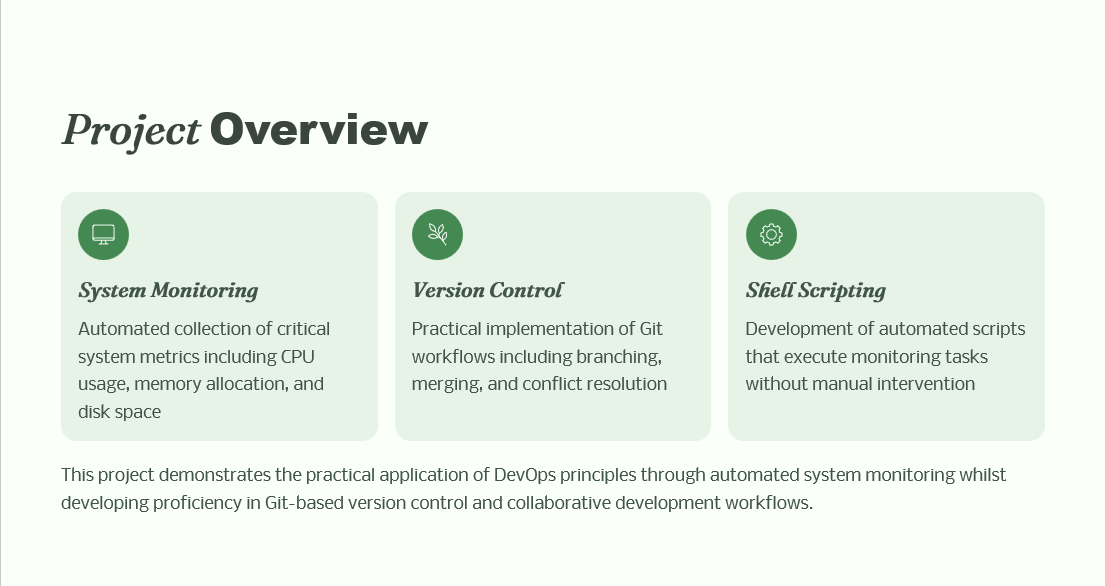 Project Overview
System Monitoring
Automated collection of critical
system metrics including CPU
usage, memory allocation, and
disk space
Version Control
Practical implementation of Git
workflows including branching,
merging, and conflict resolution
Shell Scripting
Development of automated scripts
that execute monitoring tasks
without manual intervention
This project demonstrates the practical application of DevOps principles through automated system monitoring whilst
developing proficiency in Git-based version control and collaborative development workflows.